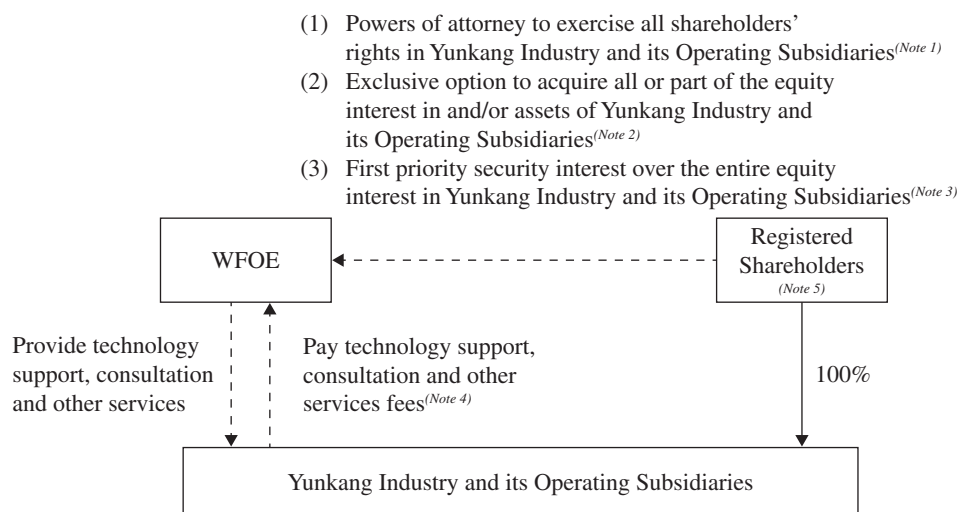 (1) Powers of attorney to exercise all shareholders’
rights in Yunkang Industry and its Operating Subsidiaries(Note 1)
(2) Exclusive option to acquire all or part of the equity
interest in and/or assets of Yunkang Industry and
its Operating Subsidiaries(Note 2)
(3) First priority security interest over the entire equity
interest in Yunkang Industry and its Operating Subsidiaries(Note 3)
WFOE
Registered
Shareholders
(Note 5)
Provide technology
support, consultation
and other services
Pay technology support,
consultation and other
services fees(Note 4)
100%
Yunkang Industry and its Operating Subsidiaries